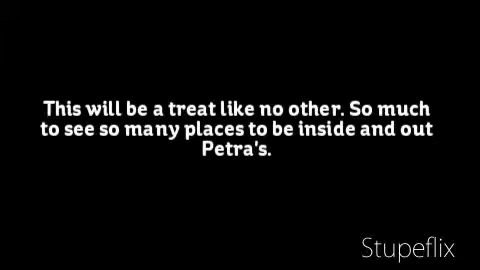 This will be a treat like no other. So much
to see so many places to be inside and out
Petra's.
Stupeflix